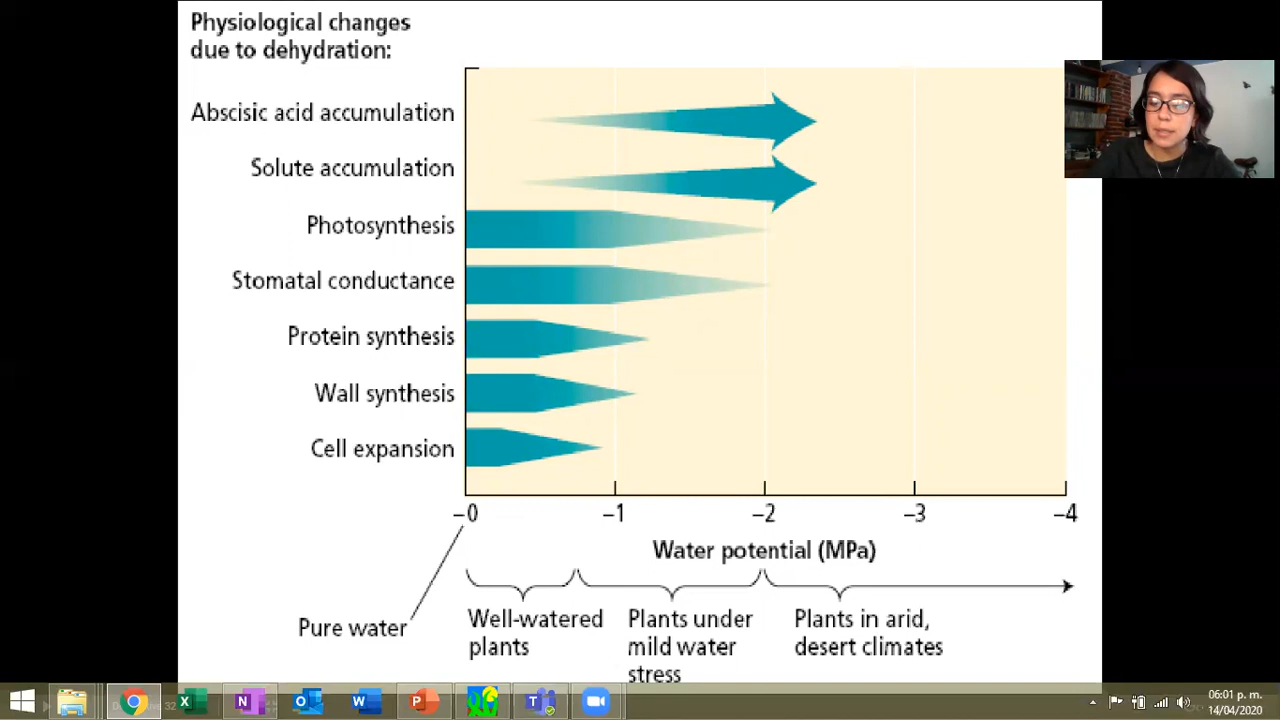 Physiological changes
due to dehydration:
Abscisic acid accumulation
Solute accumulation
Photosynthesis
Stomatal conductance
Protein synthesis
Wall synthesis
Cell expansion
–0
–1
–2
–3
–4
Water potential (MPa)
Pure water
Well-watered
plants
Plants under
mild water
stress
Plants in arid,
desert climates
06:01 p. m.
14/04/2020